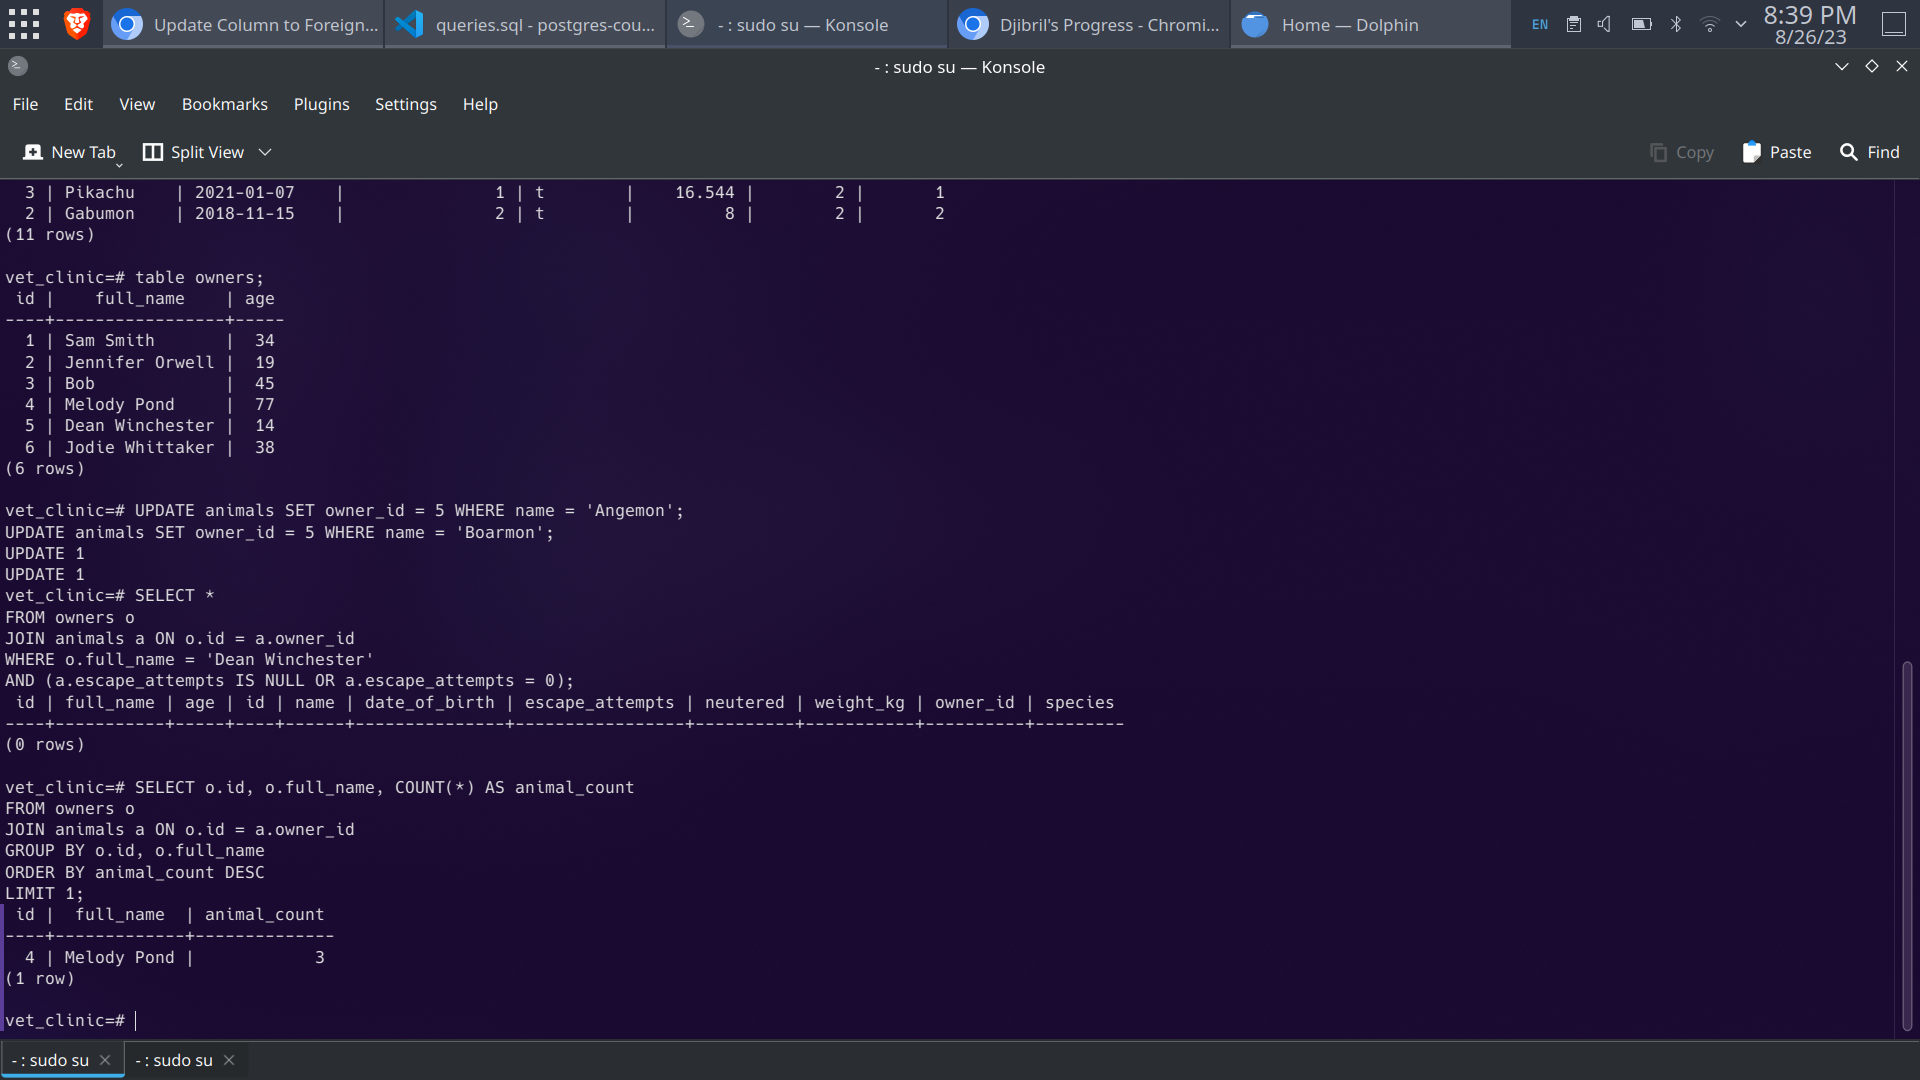 Update Column to Foreign...
queries.sql - postgres-cou...
- : sudo su — Konsole
Djibril's Progress - Chromi...
Home — Dolphin
EN
8:39 PM
8/26/23
- : sudo su — Konsole
File Edit View Bookmarks Plugins Settings Help
New Tab Split View Copy Paste Find
  3 | Pikachu    | 2021-01-07    |               1 | t        |    16.544 |        2 |       1
  2 | Gabumon    | 2018-11-15    |               2 | t        |         8 |        2 |       2
(11 rows)
vet_clinic=# table owners;
 id |    full_name    | age
----+-----------------+-----
  1 | Sam Smith       |  34
  2 | Jennifer Orwell |  19
  3 | Bob             |  45
  4 | Melody Pond     |  77
  5 | Dean Winchester |  14
  6 | Jodie Whittaker |  38
(6 rows)
vet_clinic=# UPDATE animals SET owner_id = 5 WHERE name = 'Angemon';
UPDATE animals SET owner_id = 5 WHERE name = 'Boarmon';
UPDATE 1
UPDATE 1
vet_clinic=# SELECT *
FROM owners o
JOIN animals a ON o.id = a.owner_id
WHERE o.full_name = 'Dean Winchester'
AND (a.escape_attempts IS NULL OR a.escape_attempts = 0);
 id | full_name | age | id | name | date_of_birth | escape_attempts | neutered | weight_kg | owner_id | species
----+-----------+-----+----+------+---------------+-----------------+----------+-----------+----------+---------
(0 rows)
vet_clinic=# SELECT o.id, o.full_name, COUNT(*) AS animal_count
FROM owners o
JOIN animals a ON o.id = a.owner_id
GROUP BY o.id, o.full_name
ORDER BY animal_count DESC
LIMIT 1;
 id |  full_name  | animal_count
----+-------------+--------------
  4 | Melody Pond |            3
(1 row)
vet_clinic=#
- : sudo su
- : sudo su